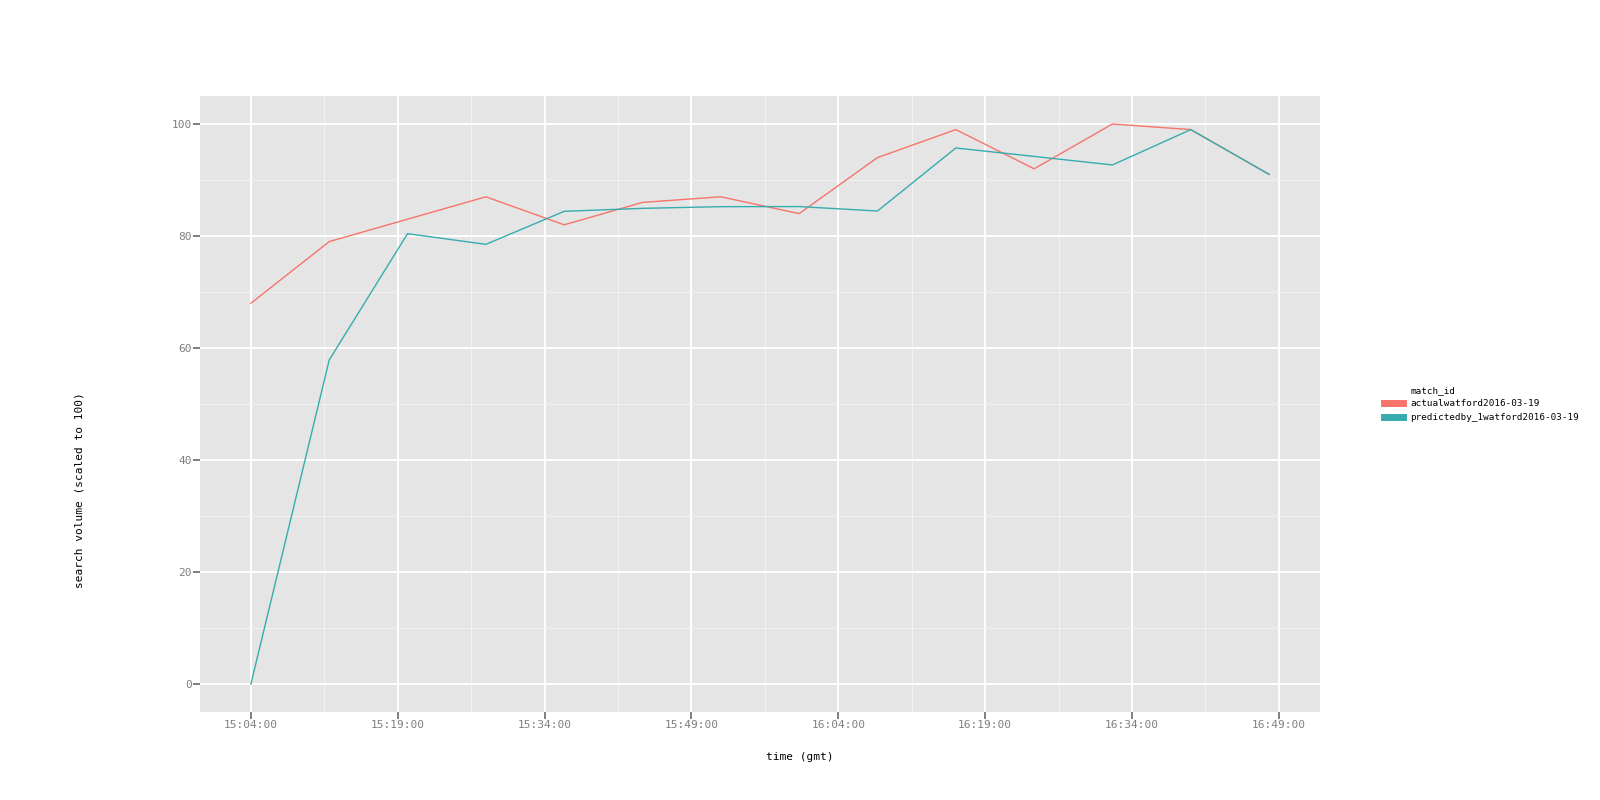 100
80
60
40
20
0
search volume (scaled to 100)
15:04:00 15:19:00 15:34:00 15:49:00 16:04:00 16:19:00 16:34:00 16:49:00
time (gmt)
match_id
actualwatford2016-03-19
predictedby_1watford2016-03-19